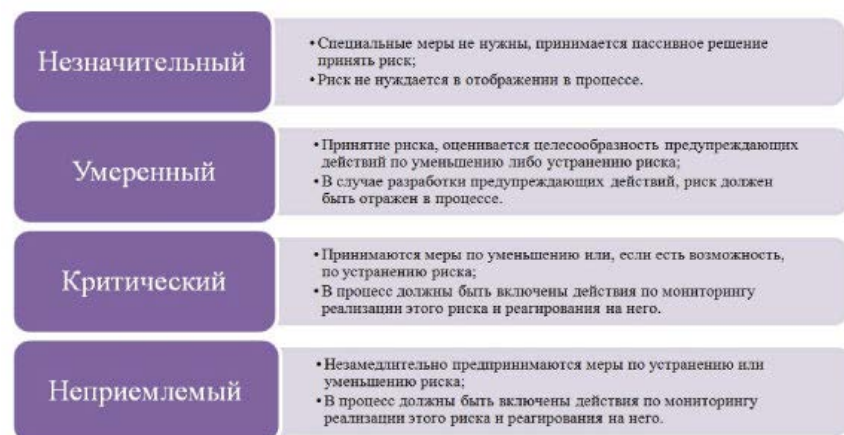 Незначительный
• Специальные меры не нужны, принимается пассивное решение
принять риск;
• Риск не нуждается в отображении в процессе.
Умеренный
• Принятие риска, оценивается целесообразность предупреждающих
действий по уменьшению либо устранению риска;
• В случае разработки предупреждающих действий, риск должен
быть отражен в процессе.
Критический
• Принимаются меры по уменьшению или, если есть возможность,
по устранению риска;
• В процесс должны быть включены действия по мониторингу
реализации этого риска и реагирования на него.
Неприемлемый
• Незамедлительно предпринимаются меры по устранению или
уменьшению риска;
• В процесс должны быть включены действия по мониторингу
реализации этого риска и реагирования на него.